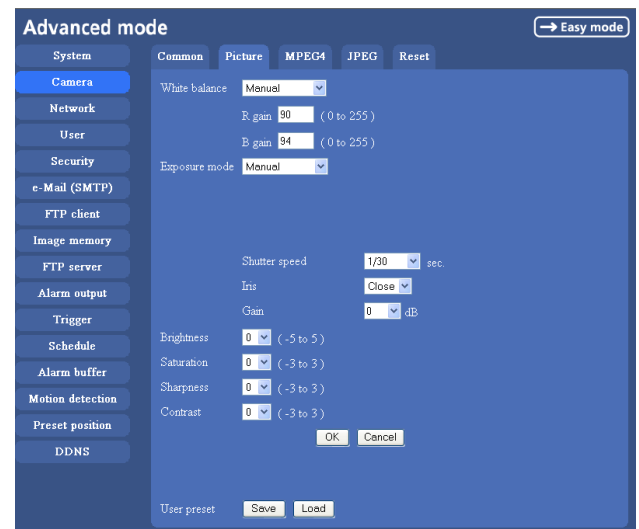 Advanced mode
→ Easy mode
System
Camera
Network
User
Security
e-Mail (SMTP)
FTP client
Image memory
FTP server
Alarm output
Trigger
Schedule
Alarm buffer
Motion detection
Preset position
DDNS
Common Picture MPEG4 JPEG Reset
White balance Manual
R gain 90 ( 0 to 255 )
B gain 94 ( 0 to 255 )
Exposure mode Manual
Shutter speed 1/30 sec.
Iris Close
Gain 0 dB
Brightness 0 ( -5 to 5 )
Saturation 0 ( -3 to 3 )
Sharpness 0 ( -3 to 3 )
Contrast 0 ( -3 to 3 )
OK Cancel
User preset Save Load